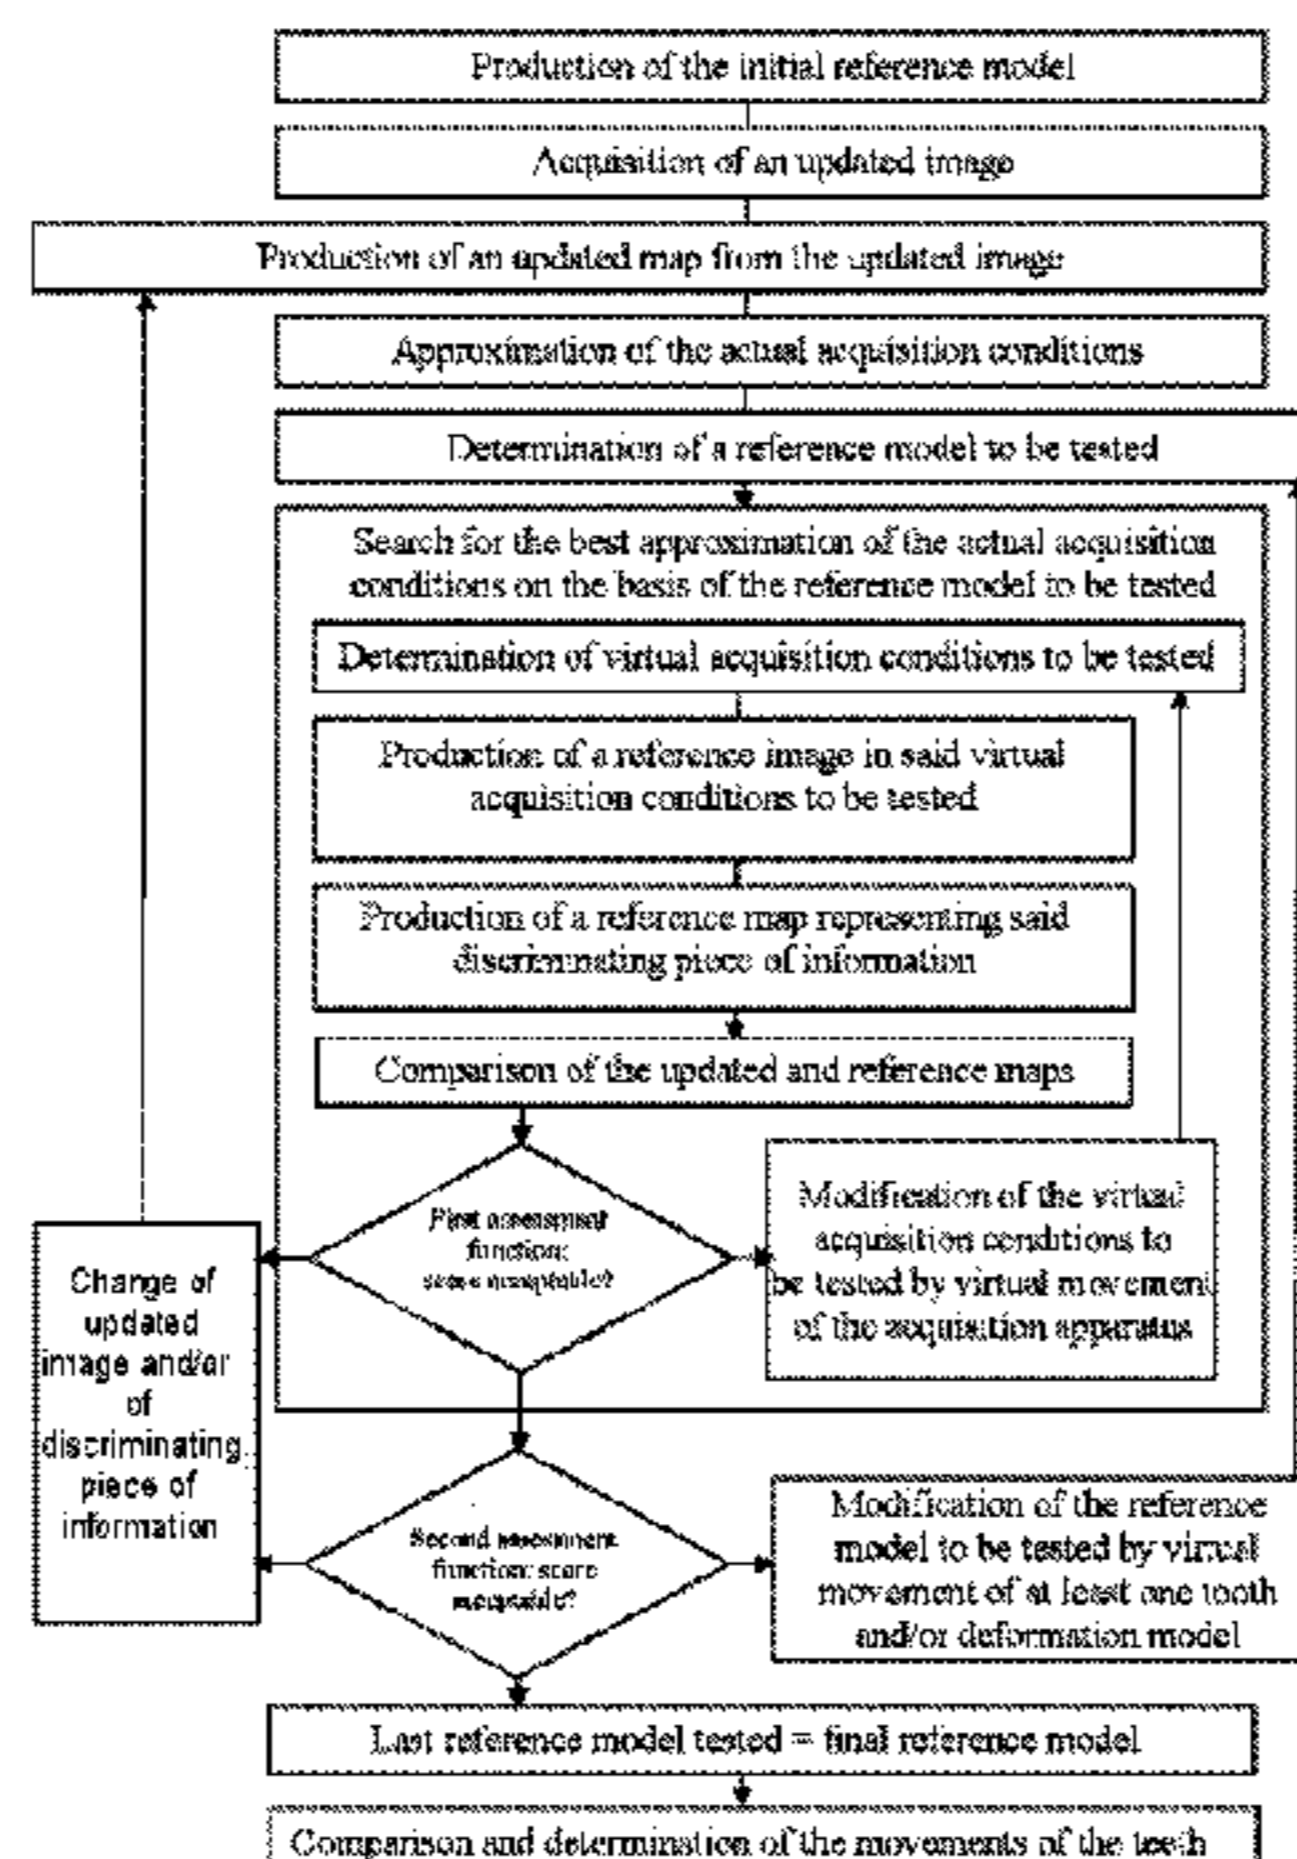 Production of the initial reference model
Acquisition of an updated image
Production of an updated map from the updated image
Approximation of the actual acquisition conditions
Determination of a reference model to be tested
Search for the best approximation of the actual acquisition
conditions on the basis of the reference model to be tested
Determination of virtual acquisition conditions to be tested
Production of a reference image in said virtual
acquisition conditions to be tested
Production of a reference map representing said
discriminating piece of information
Comparison of the updated and reference maps
First assessment
function:
score acceptable?
Modification of the virtual
acquisition conditions to
be tested by virtual movement
of the acquisition apparatus
Change of
updated
image and/or
of
discriminating
piece of
information
Second assessment
function: score
acceptable?
Modification of the reference
model to be tested by virtual
movement of at least one tooth
and/or deformation model
Last reference model tested = final reference model
Comparison and determination of the movements of the teeth